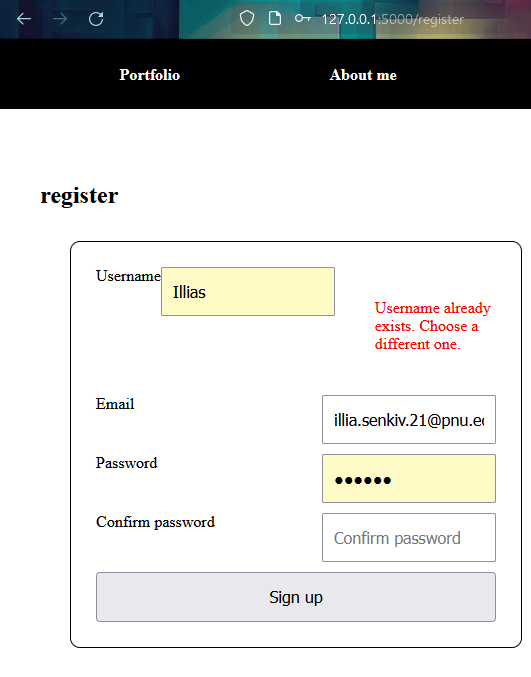 127.0.0.1:5000/register
Portfolio About me
register
Username Illias
Username already
exists. Choose a
different one.
Email illia.senkiv.21@pnu.e
Password ••••••
Confirm password Confirm password
Sign up